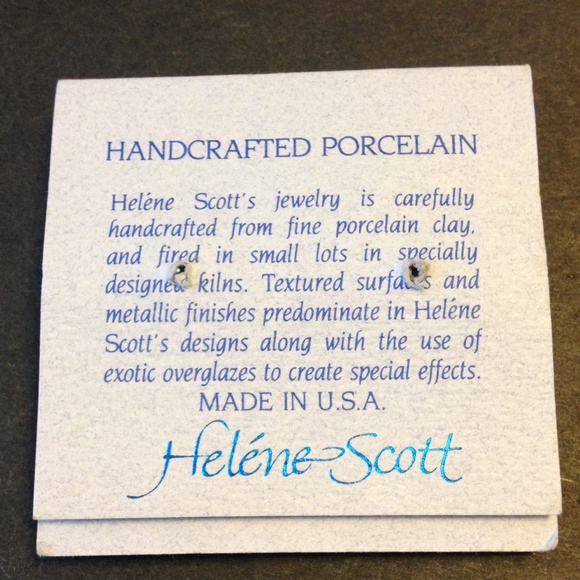 HANDCRAFTED PORCELAIN
Heléne Scott's jewelry is carefully
handcrafted from fine porcelain clay,
and fired in small lots in specially
designed kilns. Textured surfaces and
metallic finishes predominate in Heléne
Scott's designs along with the use of
exotic overglazes to create special effects.
MADE IN U.S.A.
Heléne Scott